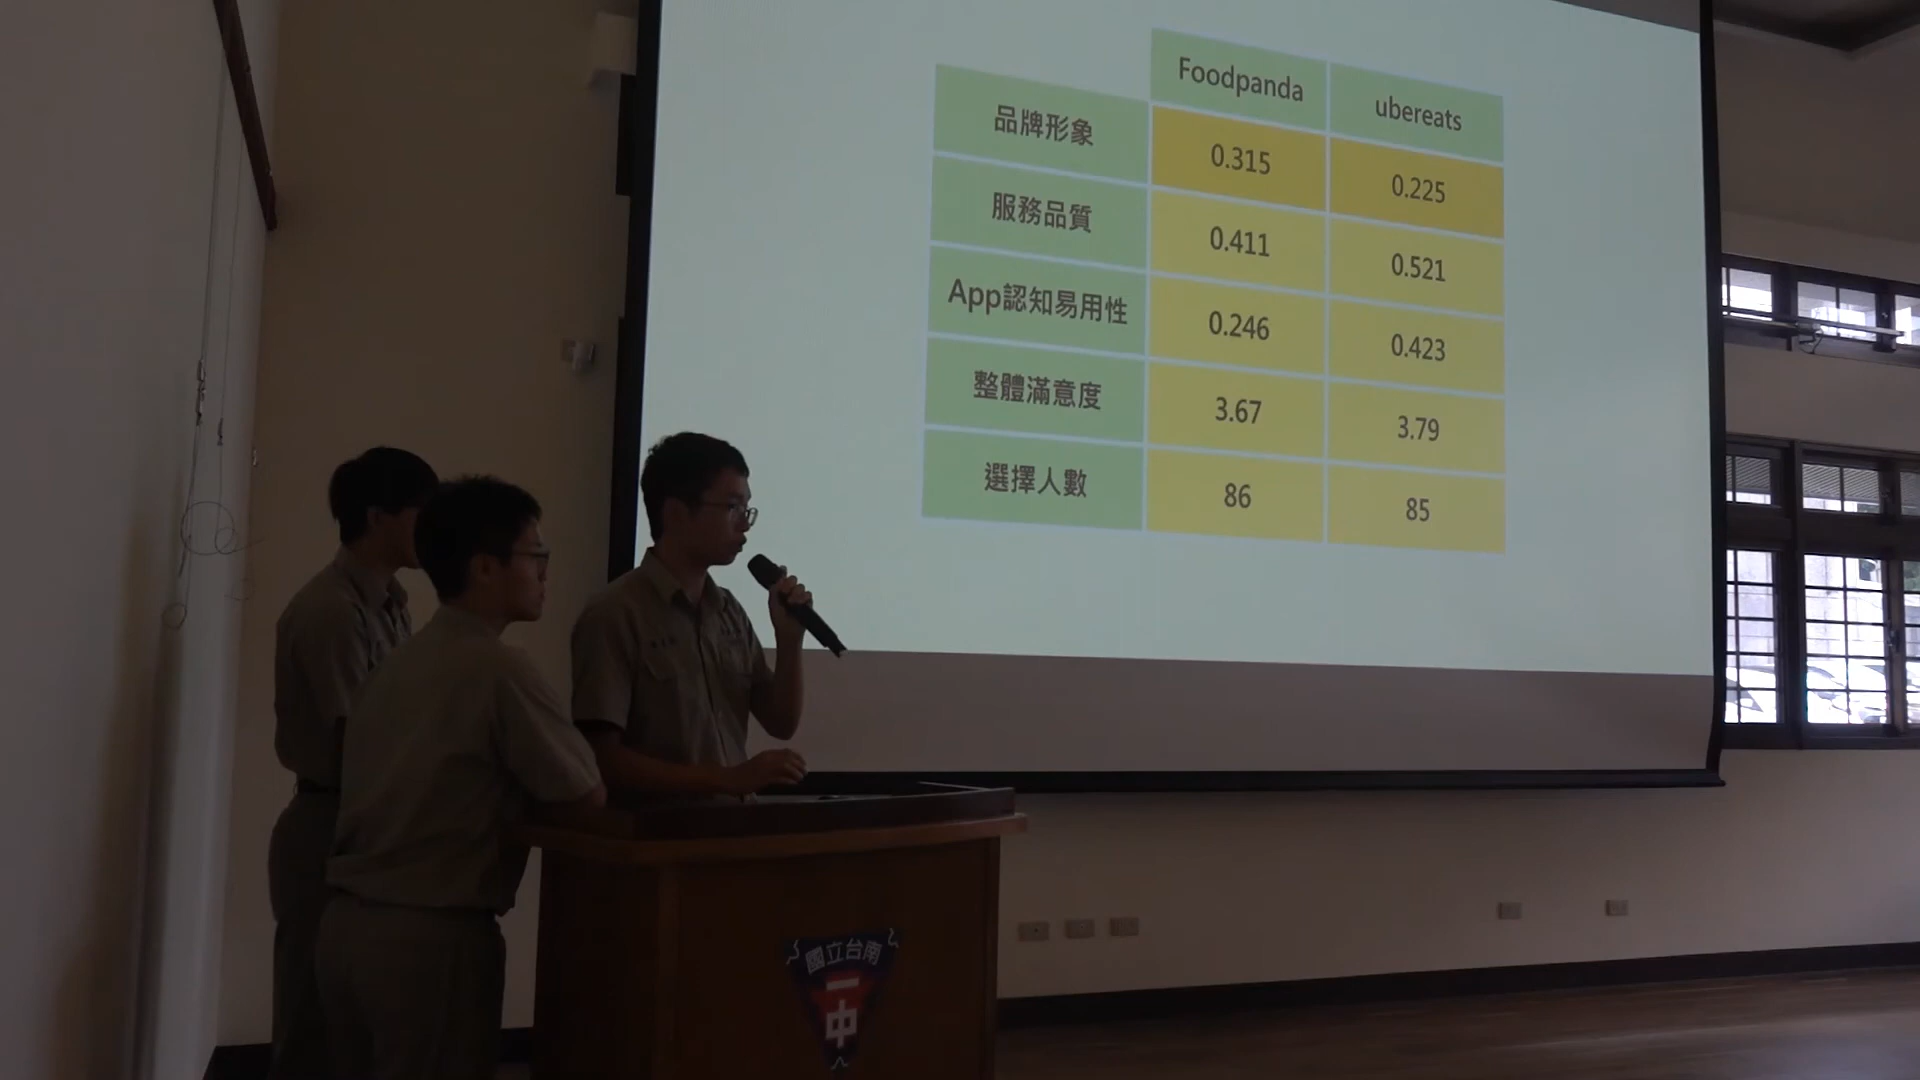 Foodpanda ubereats
品牌形象 0.315 0.225
服務品質 0.411 0.521
App認知易用性 0.246 0.423
整體滿意度 3.67 3.79
選擇人數 86 85
國立台南
一中